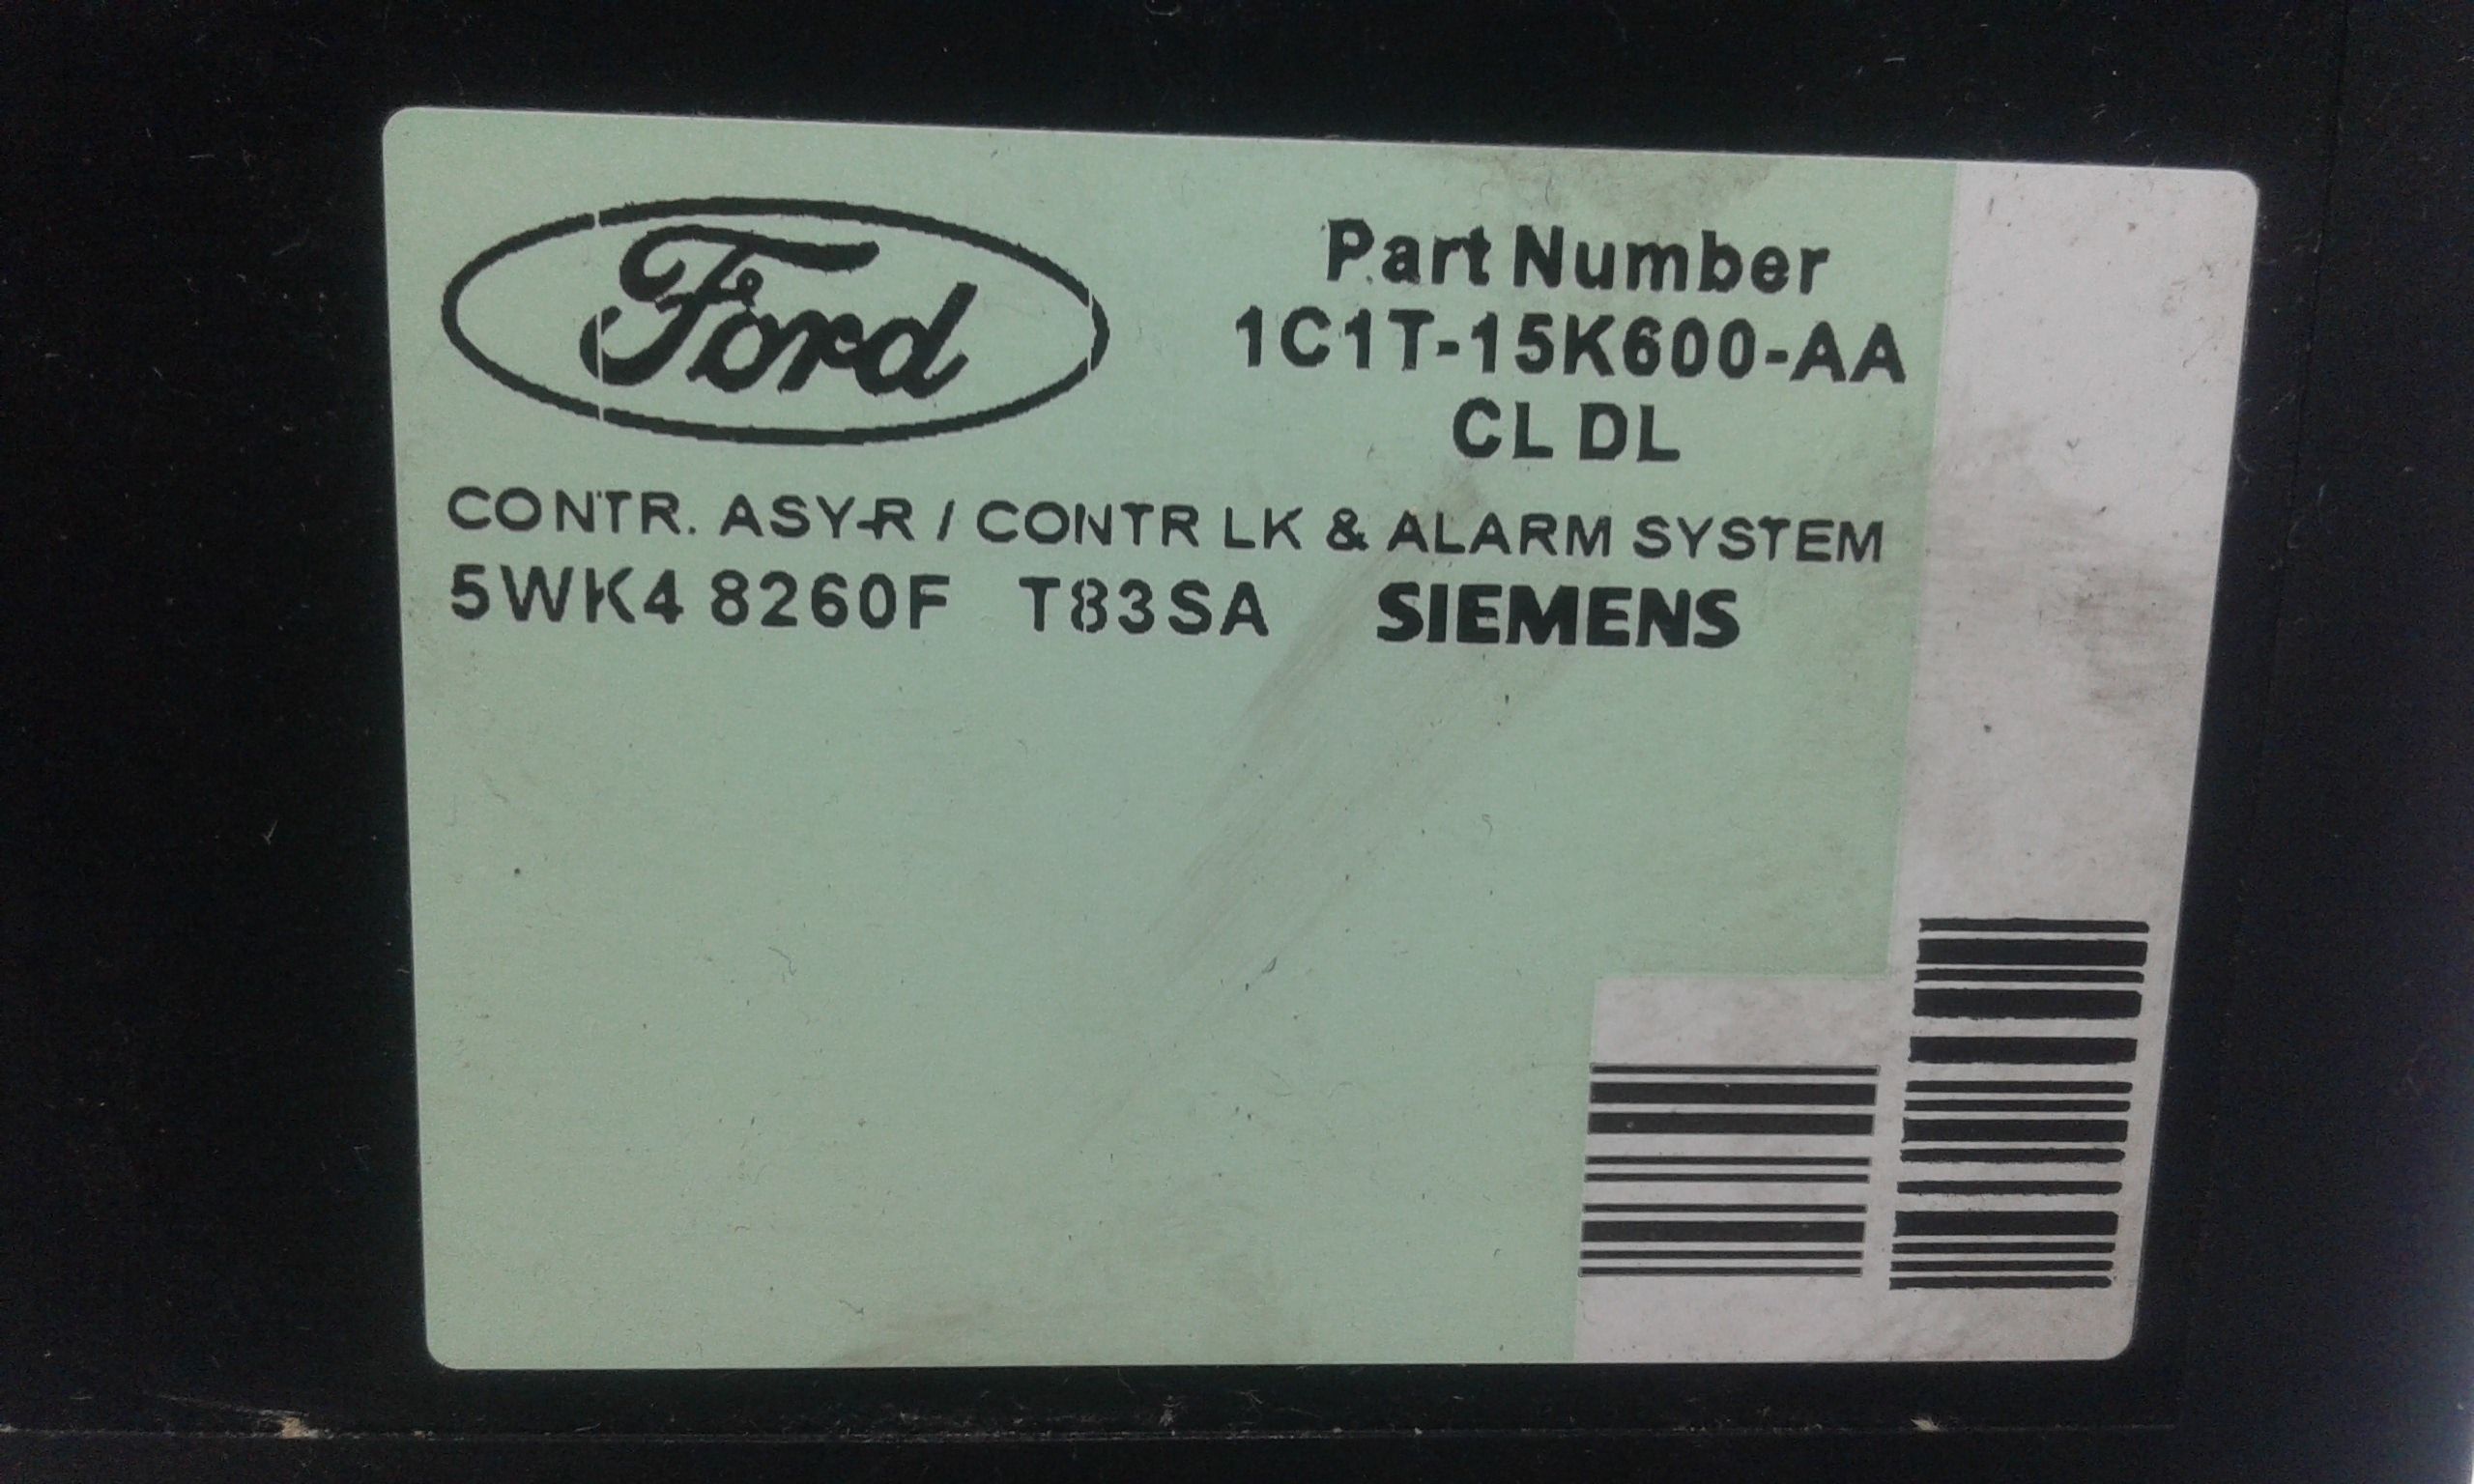 Ford
Part Number
1C1T-15K600-AA
CL DL
CONTR. ASY-R / CONTR LK & ALARM SYSTEM
5WK4 8260F T83SA SIEMENS